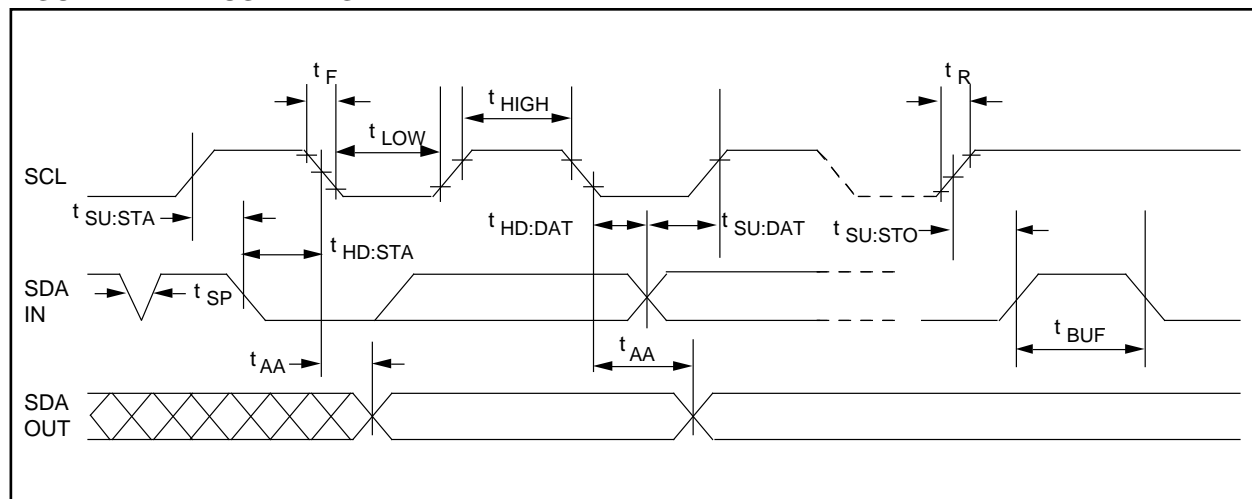 t F
t R
t HIGH
t LOW
SCL
t SU:STA
t HD:DAT
t SU:DAT
t SU:STO
t HD:STA
t SP
SDA
IN
t BUF
t AA
t AA
SDA
OUT